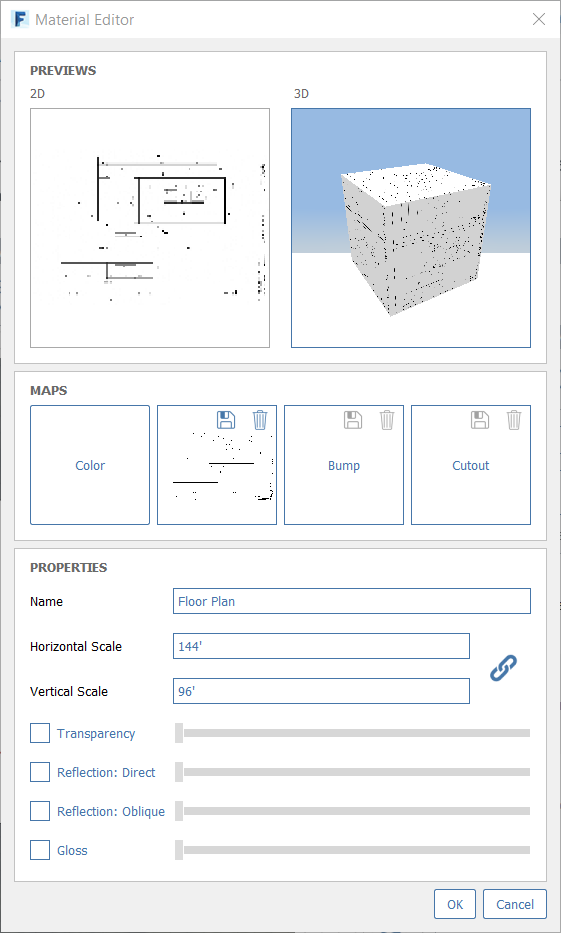 F Material Editor
PREVIEWS
2D 3D
MAPS
Color Bump Cutout
PROPERTIES
Name Floor Plan
Horizontal Scale 144'
Vertical Scale 96'
Transparency
Reflection: Direct
Reflection: Oblique
Gloss
OK Cancel